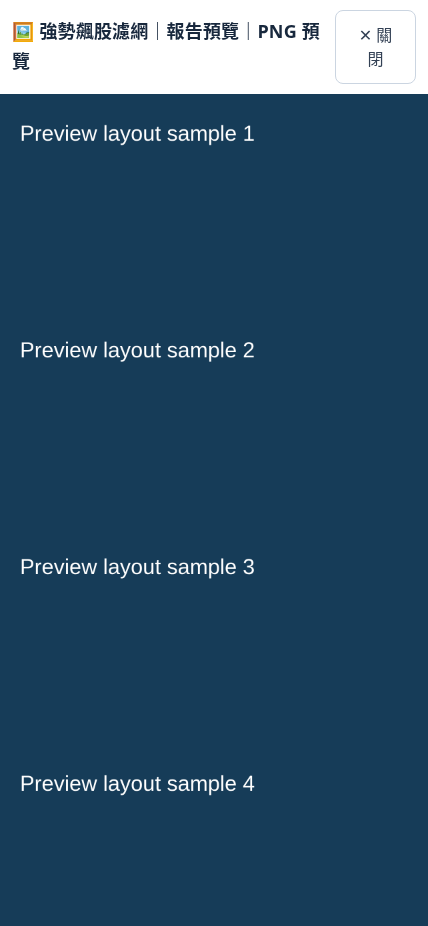 🖼️ 強勢飆股濾網｜報告預覽｜PNG 預
覽
✕ 關
閉
Preview layout sample 1
Preview layout sample 2
Preview layout sample 3
Preview layout sample 4